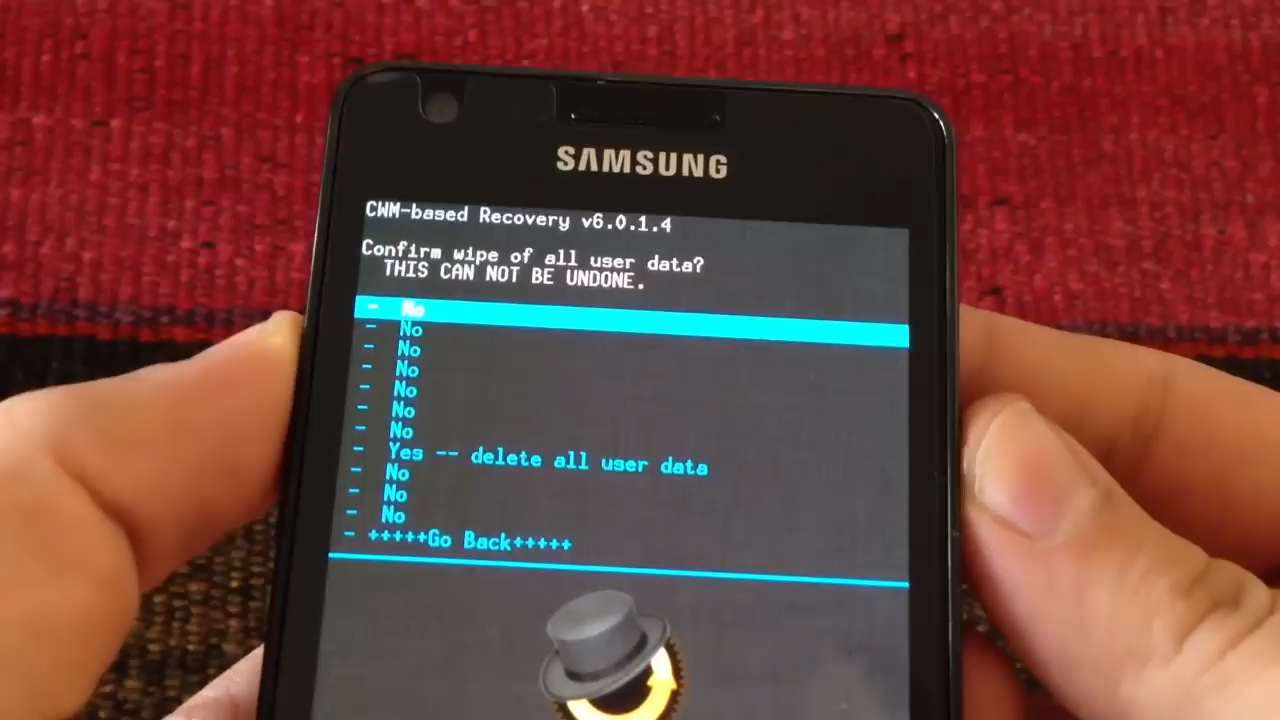 SAMSUNG
CWM-based Recovery v6.0.1.4
Confirm wipe of all user data?
THIS CAN NOT BE UNDONE.
- No
- No
- No
- No
- No
- No
- No
- Yes -- delete all user data
- No
- No
- No
- +++++Go Back+++++